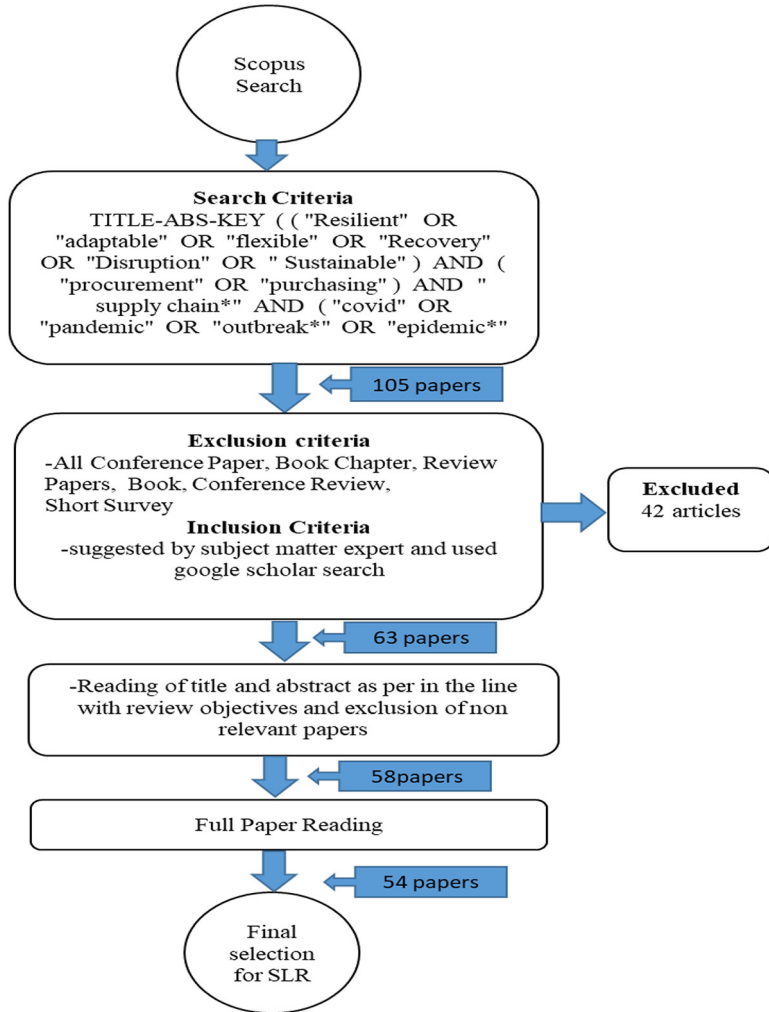 Scopus
Search
Search Criteria
TITLE-ABS-KEY ( ( "Resilient" OR
"adaptable" OR "flexible" OR "Recovery"
OR "Disruption" OR " Sustainable" ) AND (
"procurement" OR "purchasing" ) AND "
supply chain*" AND ( "covid" OR
"pandemic" OR "outbreak*" OR "epidemic*"
105 papers
Exclusion criteria
-All Conference Paper, Book Chapter, Review
Papers, Book, Conference Review,
Short Survey
Inclusion Criteria
-suggested by subject matter expert and used
google scholar search
Excluded
42 articles
63 papers
-Reading of title and abstract as per in the line
with review objectives and exclusion of non
relevant papers
58papers
Full Paper Reading
54 papers
Final
selection
for SLR